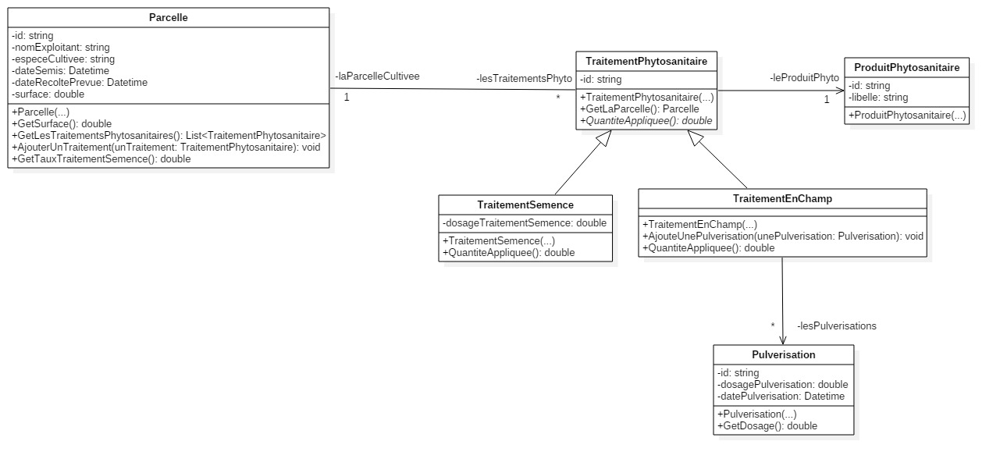 Parcelle
-id: string
-nomExploitant: string
-especeCultivee: string
-dateSemis: Datetime
-dateRecoltePrevue: Datetime
-surface: double
+Parcelle(...)
+GetSurface(): double
+GetLesTraitementsPhytosanitaires(): List<TraitementPhytosanitaire>
+AjouterUnTraitement(unTraitement: TraitementPhytosanitaire): void
+GetTauxTraitementSemence(): double
-laParcelleCultivee
1
-lesTraitementsPhyto
*
TraitementPhytosanitaire
-id: string
+TraitementPhytosanitaire(...)
+GetLaParcelle(): Parcelle
+QuantiteAppliquee(): double
-leProduitPhyto
1
ProduitPhytosanitaire
-id: string
-libelle: string
+ProduitPhytosanitaire(...)
TraitementSemence
-dosageTraitementSemence: double
+TraitementSemence(...)
+QuantiteAppliquee(): double
TraitementEnChamp
+TraitementEnChamp(...)
+AjouteUnePulverisation(unePulverisation: Pulverisation): void
+QuantiteAppliquee(): double
* -lesPulverisations
Pulverisation
-id: string
-dosagePulverisation: double
-datePulverisation: Datetime
+Pulverisation(...)
+GetDosage(): double